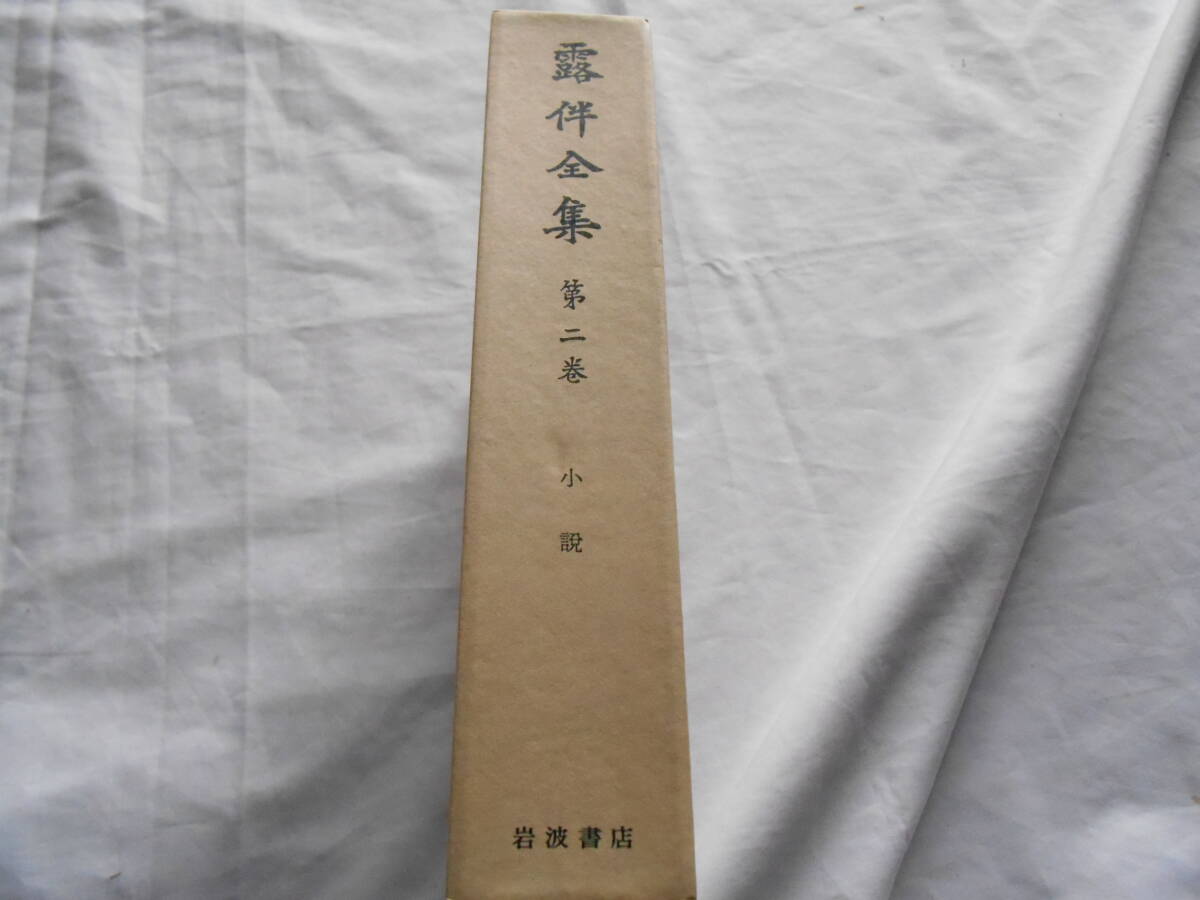 露伴全集
第二巻
小説
岩波書店